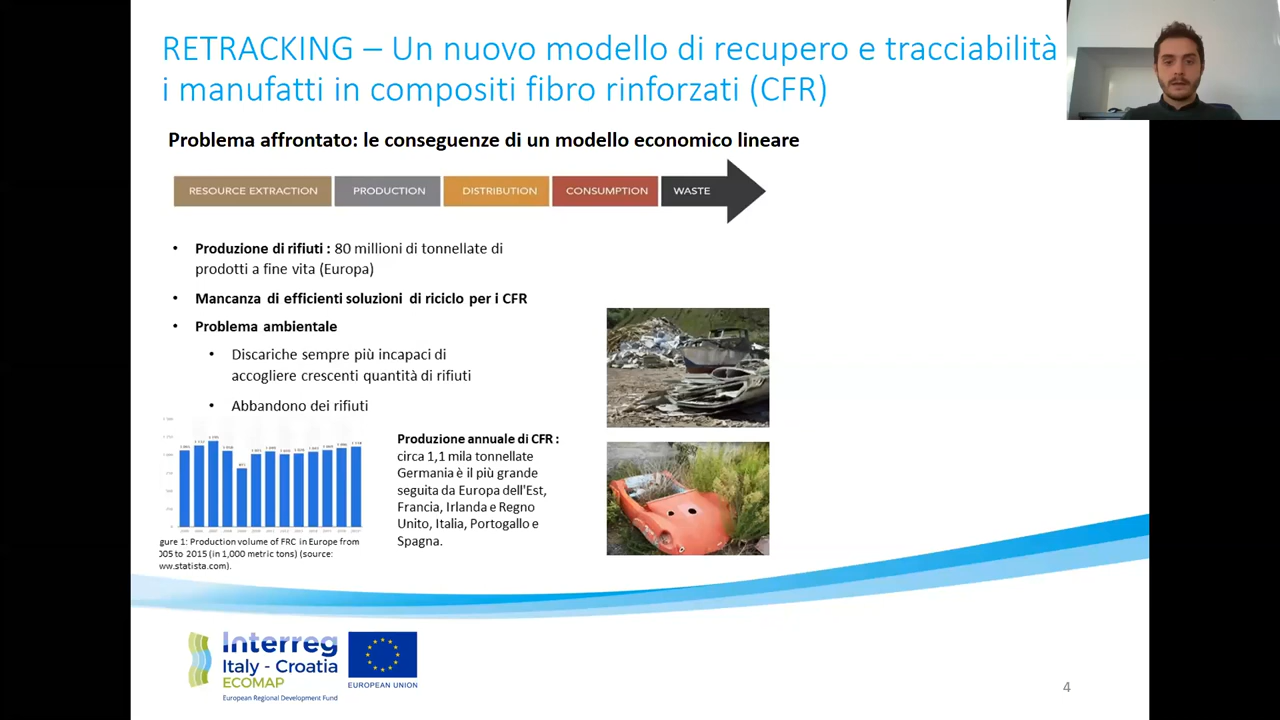 RETRACKING – Un nuovo modello di recupero e tracciabilità
i manufatti in compositi fibro rinforzati (CFR)
Problema affrontato: le conseguenze di un modello economico lineare
RESOURCE EXTRACTION PRODUCTION DISTRIBUTION CONSUMPTION WASTE
• Produzione di rifiuti : 80 millioni di tonnellate di
prodotti a fine vita (Europa)
• Mancanza di efficienti soluzioni di riciclo per i CFR
• Problema ambientale
• Discariche sempre più incapaci di
accogliere crescenti quantità di rifiuti
• Abbandono dei rifiuti
Produzione annuale di CFR :
circa 1,1 mila tonnellate
Germania è il più grande
seguita da Europa dell'Est,
Francia, Irlanda e Regno
Unito, Italia, Portogallo e
Spagna.
gure 1: Production volume of FRC in Europe from
005 to 2015 (in 1,000 metric tons) (source:
ww.statista.com).
Interreg
Italy - Croatia
ECOMAP
European Regional Development Fund
EUROPEAN UNION
4